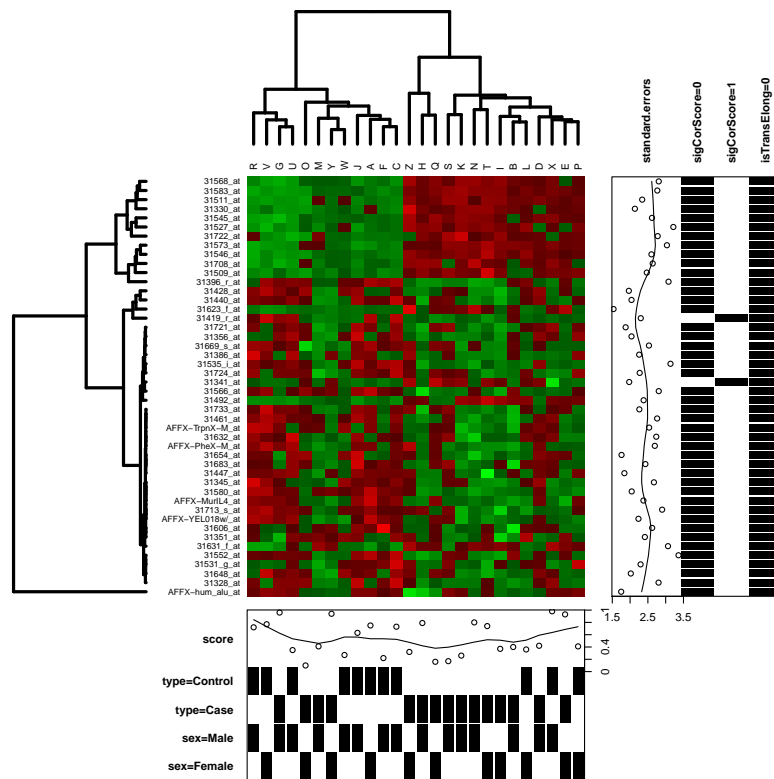 standard.errors
sigCorScore=0
sigCorScore=1
isTransElong=0
R V G U O M Y W J A F C Z H Q S K N T I B L D X E P
31568_at
31583_at
31511_at
31330_at
31545_at
31527_at
31722_at
31573_at
31546_at
31708_at
31509_at
31396_r_at
31428_at
31440_at
31623_f_at
31419_r_at
31721_at
31356_at
31669_s_at
31386_at
31535_i_at
31724_at
31341_at
31566_at
31492_at
31733_at
31461_at
AFFX-TrpnX-M_at
31632_at
AFFX-PheX-M_at
31654_at
31683_at
31447_at
31345_at
31580_at
AFFX-MurIL4_at
31713_s_at
AFFX-YEL018w/_at
31606_at
31351_at
31631_f_at
31552_at
31531_g_at
31648_at
31328_at
AFFX-hum_alu_at
1.5 2.5 3.5
score
0 0.4 1
type=Control
type=Case
sex=Male
sex=Female